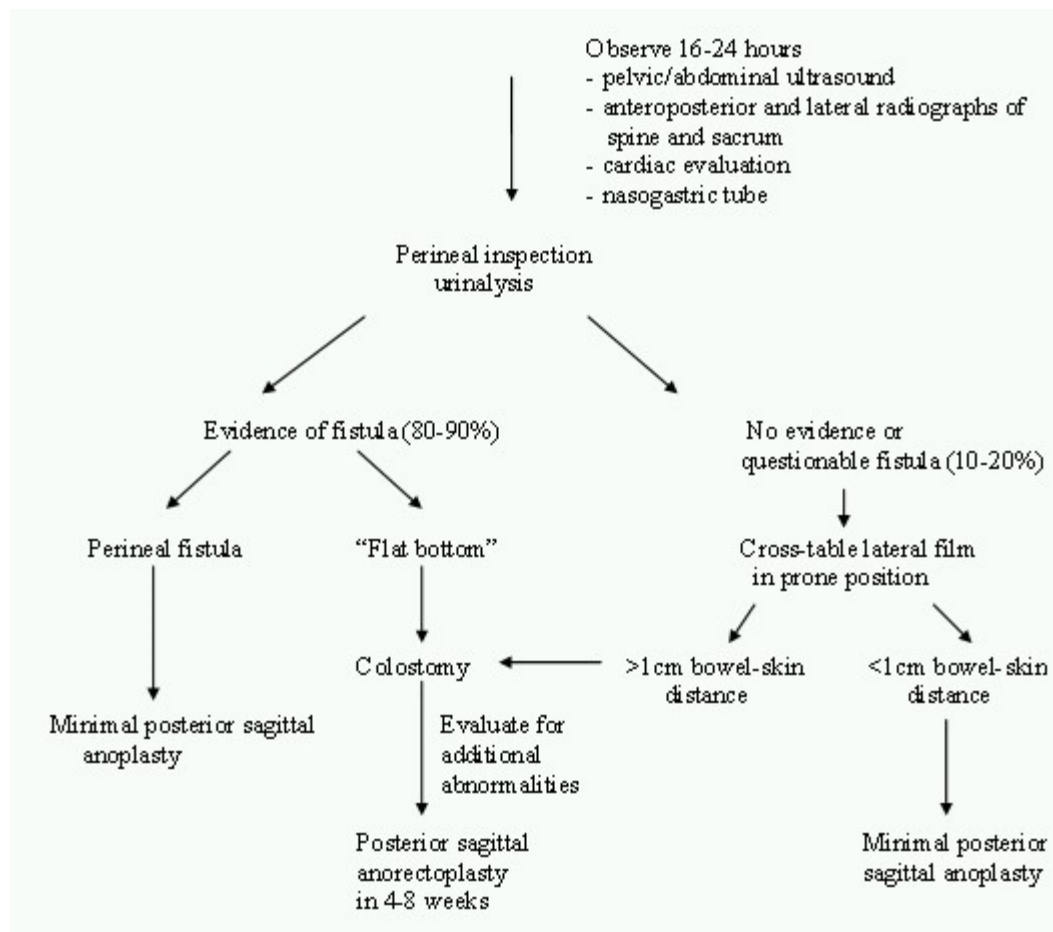 Observe 16-24 hours
- pelvic/abdominal ultrasound
- anteroposterior and lateral radiographs of
spine and sacrum
- cardiac evaluation
- nasogastric tube
Perineal inspection
urinalysis
Evidence of fistula (80-90%)
No evidence or
questionable fistula (10-20%)
Perineal fistula
“Flat bottom”
Cross-table lateral film
in prone position
Colostomy
>1cm bowel-skin
distance
<1cm bowel-skin
distance
Minimal posterior sagittal
anoplasty
Evaluate for
additional
abnormalities
Posterior sagittal
anorectoplasty
in 4-8 weeks
Minimal posterior
sagittal anoplasty